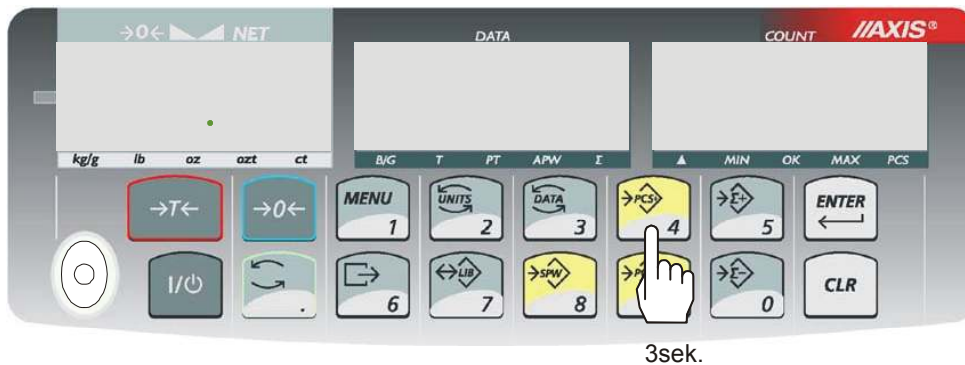 →0← NET DATA COUNT //AXIS®
kg/g lb oz ozt ct B/G T PT APW Σ ▲ MIN OK MAX PCS
→T← →0← MENU 1 UNITS 2 DATA 3 →PCS 4 →Σ+ 5 ENTER
I/⏻ . 6 ↔LIB 7 →SPW 8 →Σ- 0 CLR
3sek.